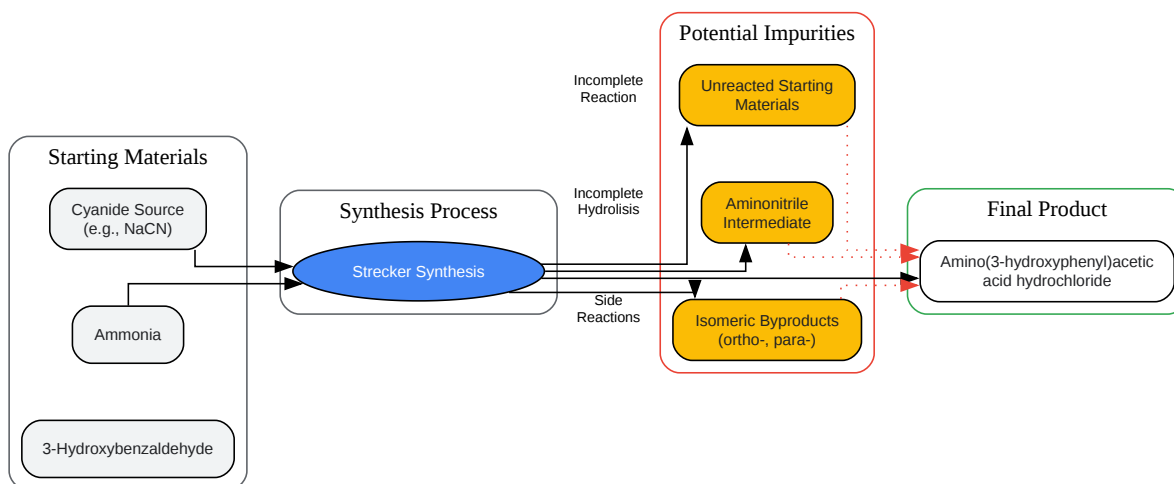 Starting Materials
Cyanide Source
(e.g., NaCN)
Ammonia
3-Hydroxybenzaldehyde
Synthesis Process
Strecker Synthesis
Incomplete
Reaction
Incomplete
Hydrolisis
Side
Reactions
Potential Impurities
Unreacted Starting
Materials
Aminonitrile
Intermediate
Isomeric Byproducts
(ortho-, para-)
Final Product
Amino(3-hydroxyphenyl)acetic
acid hydrochloride